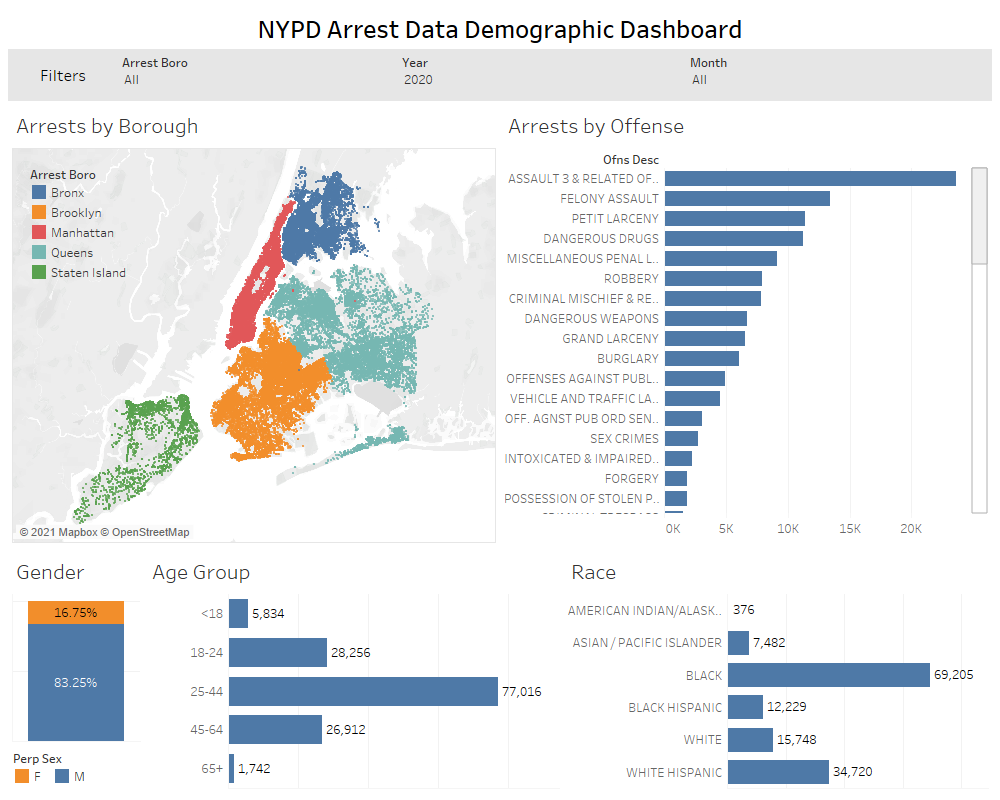 NYPD Arrest Data Demographic Dashboard
Filters
Arrest Boro
All
Year
2020
Month
All
Arrests by Borough
Arrest Boro
Bronx
Brooklyn
Manhattan
Queens
Staten Island
© 2021 Mapbox © OpenStreetMap
Arrests by Offense
Ofns Desc
ASSAULT 3 & RELATED OF..
FELONY ASSAULT
PETIT LARCENY
DANGEROUS DRUGS
MISCELLANEOUS PENAL L..
ROBBERY
CRIMINAL MISCHIEF & RE..
DANGEROUS WEAPONS
GRAND LARCENY
BURGLARY
OFFENSES AGAINST PUBL..
VEHICLE AND TRAFFIC LA..
OFF. AGNST PUB ORD SEN..
SEX CRIMES
INTOXICATED & IMPAIRED..
FORGERY
POSSESSION OF STOLEN P..
0K 5K 10K 15K 20K
Gender
16.75%
83.25%
Perp Sex
F M
Age Group
<18 5,834
18-24 28,256
25-44 77,016
45-64 26,912
65+ 1,742
Race
AMERICAN INDIAN/ALASK.. 376
ASIAN / PACIFIC ISLANDER 7,482
BLACK 69,205
BLACK HISPANIC 12,229
WHITE 15,748
WHITE HISPANIC 34,720